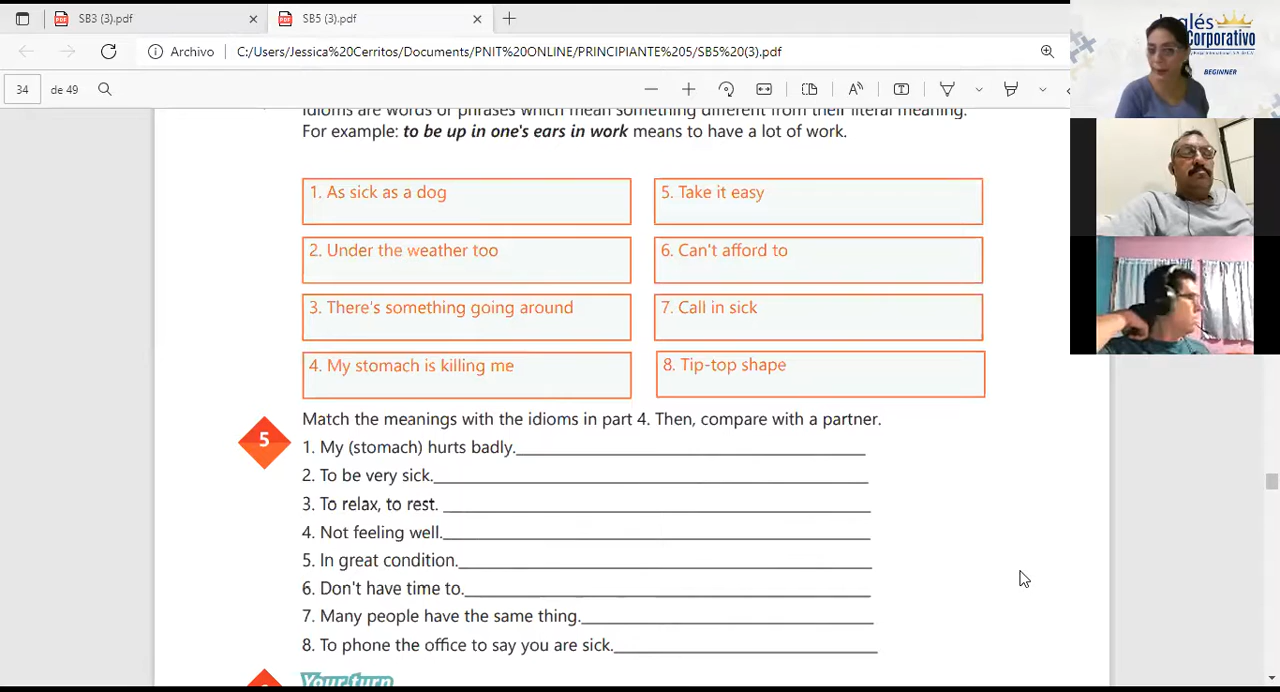 SB3 (3).pdf
SB5 (3).pdf
Archivo
C:/Users/Jessica%20Cerritos/Documents/PNIT%20ONLINE/PRINCIPIANTE%205/SB5%20(3).pdf
34
de 49
Idioms are words or phrases which mean something different from their literal meaning.
For example: to be up in one's ears in work means to have a lot of work.
1. As sick as a dog
5. Take it easy
2. Under the weather too
6. Can't afford to
3. There's something going around
7. Call in sick
4. My stomach is killing me
8. Tip-top shape
5
Match the meanings with the idioms in part 4. Then, compare with a partner.
1. My (stomach) hurts badly.
2. To be very sick.
3. To relax, to rest.
4. Not feeling well.
5. In great condition.
6. Don't have time to.
7. Many people have the same thing.
8. To phone the office to say you are sick.
Your turn
Inglés
Corporativo
BEGINNER